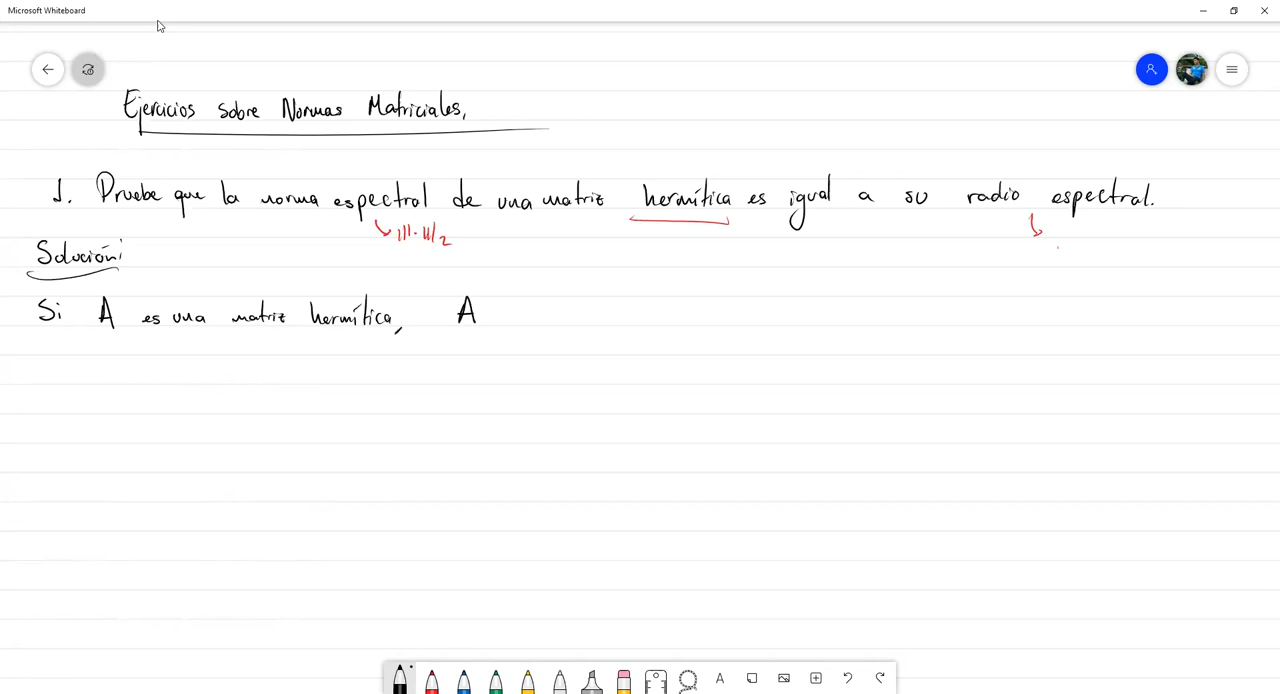 Microsoft Whiteboard
Ejercicios sobre Normas Matriciales.
1. Pruebe que la norma espectral de una matriz hermítica es igual a su radio espectral.
|||·|||₂
Solución:
Si A es una matriz hermítica, A
A